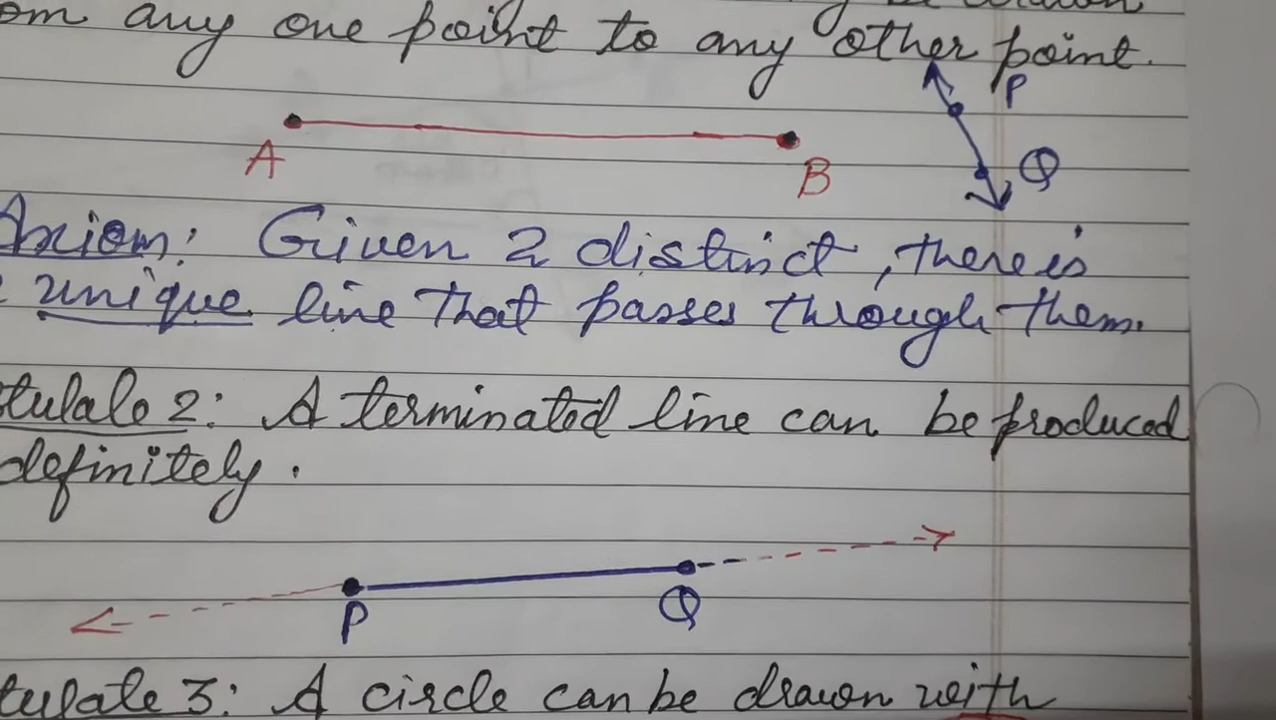 om any one point to any other point.
P
A
B
Q
Axiom: Given 2 distinct, there is
unique line that passes through them.
tulate 2: A terminated line can be produced
definitely.
P
Q
tulate 3: A circle can be drawn with